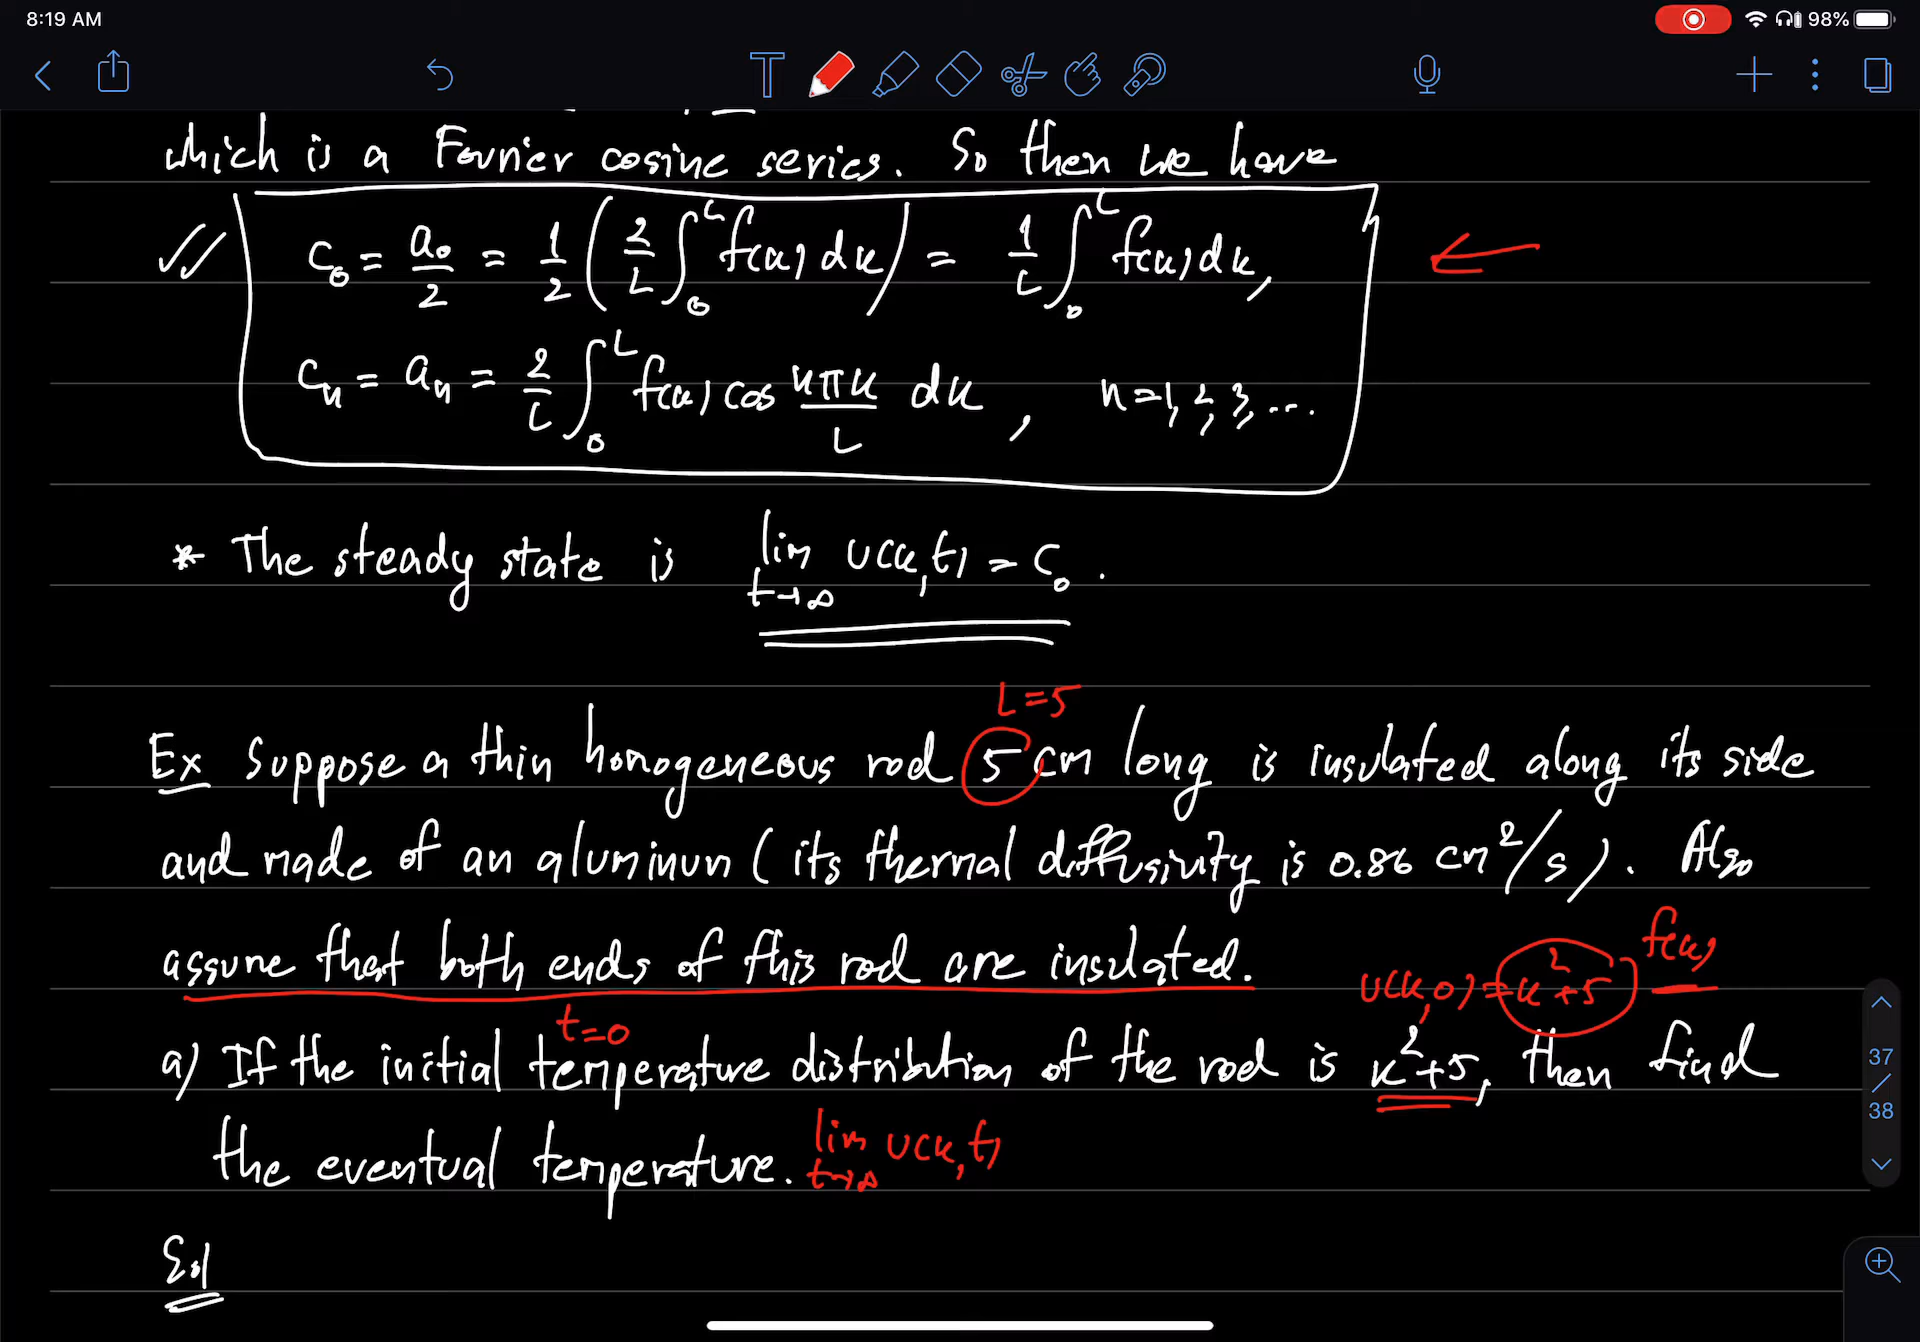 8:19 AM
98%
which is a Fourier cosine series. So then we have
c₀ = a₀/2 = 1/2 (2/L ∫₀ᴸ f(x) dx) = 1/L ∫₀ᴸ f(x) dx,
cₙ = aₙ = 2/L ∫₀ᴸ f(x) cos nπx/L dx, n=1, 2, 3, ...
* The steady state is lim t→∞ u(x,t) = c₀.
L=5
Ex Suppose a thin homogeneous rod 5 cm long is insulated along its side
and made of an aluminun (its thermal diffusivity is 0.86 cm²/s). Also
assume that both ends of this rod are insulated.
u(x,0) = x²+5 f(x)
t=0
a) If the initial temperature distribution of the rod is x²+5, then find
the eventual temperature. lim t→∞ u(x,t)
Sol
37
/
38